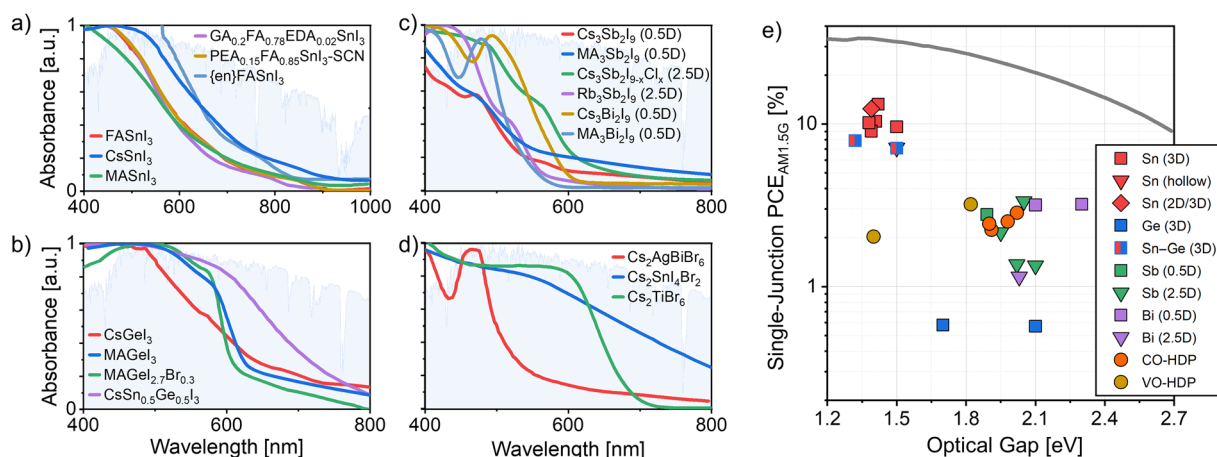 a)
Absorbance [a.u.]
1
0
GA0.2FA0.78EDA0.02SnI3
PEA0.15FA0.85SnI3-SCN
{en}FASnI3
FASnI3
CsSnI3
MASnI3
400
600
800
1000
b)
Absorbance [a.u.]
1
0
CsGeI3
MAGeI3
MAGeI2.7Br0.3
CsSn0.5Ge0.5I3
400
600
800
Wavelength [nm]
c)
1
0
Cs3Sb2I9 (0.5D)
MA3Sb2I9 (0.5D)
Cs3Sb2I9-xClx (2.5D)
Rb3Sb2I9 (2.5D)
Cs3Bi2I9 (0.5D)
MA3Bi2I9 (0.5D)
400
600
800
d)
1
0
Cs2AgBiBr6
Cs2SnI4Br2
Cs2TiBr6
400
600
800
Wavelength [nm]
e)
Single-Junction PCEAM1.5G [%]
10
1
Sn (3D)
Sn (hollow)
Sn (2D/3D)
Ge (3D)
Sn–Ge (3D)
Sb (0.5D)
Sb (2.5D)
Bi (0.5D)
Bi (2.5D)
CO-HDP
VO-HDP
1.2
1.5
1.8
2.1
2.4
2.7
Optical Gap [eV]